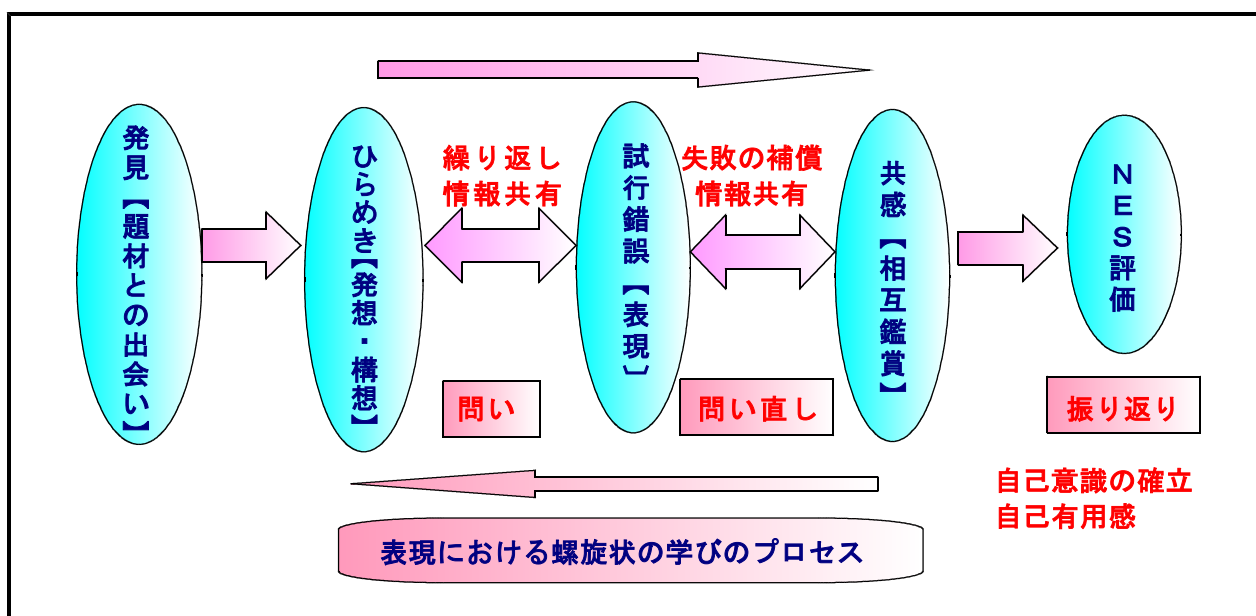 発見【題材との出会い】
ひらめき【発想・構想】
繰り返し
情報共有
問い
試行錯誤【表現〕
失敗の補償
情報共有
問い直し
共感【相互鑑賞】
ＮＥＳ評価
振り返り
自己意識の確立
自己有用感
表現における螺旋状の学びのプロセス